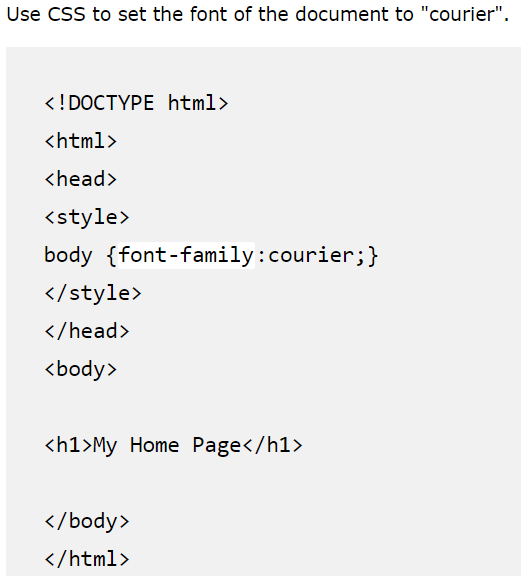 Use CSS to set the font of the document to "courier".
<!DOCTYPE html>
<html>
<head>
<style>
body {font-family:courier;}
</style>
</head>
<body>
<h1>My Home Page</h1>
</body>
</html>